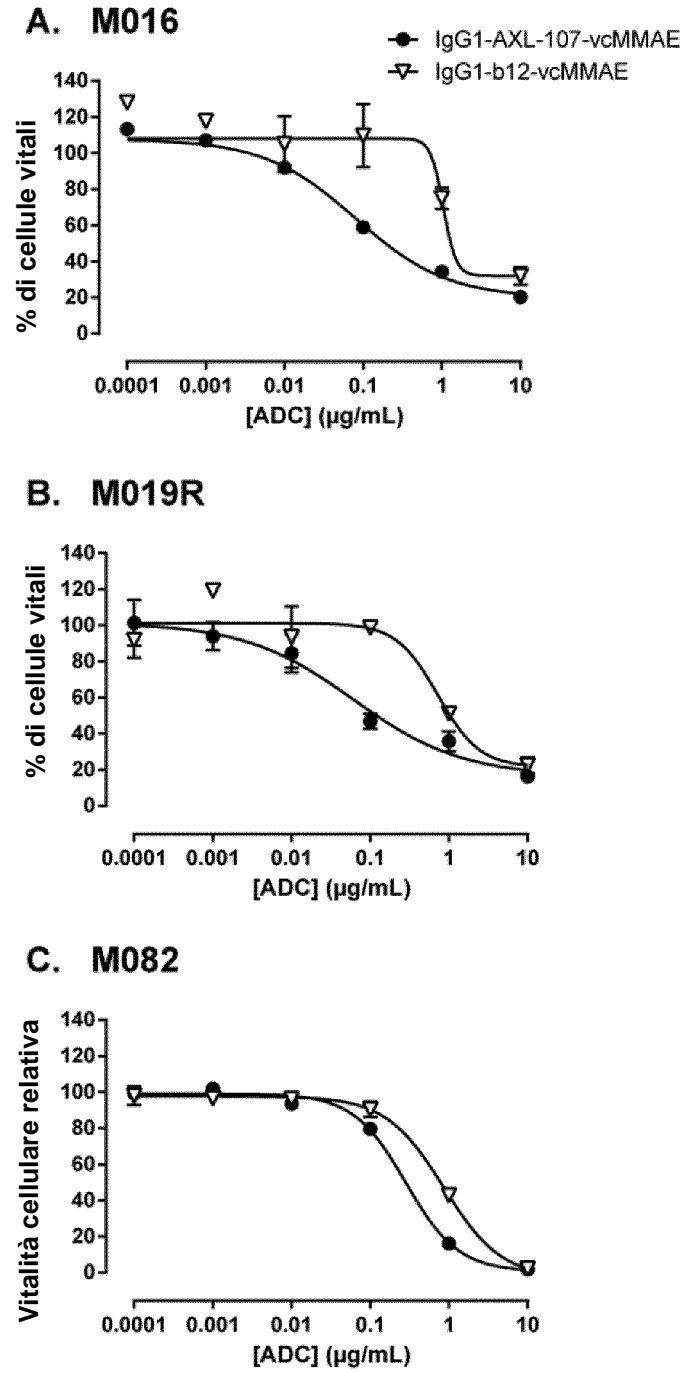 A. M016
IgG1-AXL-107-vcMMAE
IgG1-b12-vcMMAE
% di cellule vitali
140
120
100
80
60
40
20
0
0.0001 0.001 0.01 0.1 1 10
[ADC] (µg/mL)
B. M019R
% di cellule vitali
140
120
100
80
60
40
20
0
0.0001 0.001 0.01 0.1 1 10
[ADC] (µg/mL)
C. M082
Vitalità cellulare relativa
140
120
100
80
60
40
20
0
0.0001 0.001 0.01 0.1 1 10
[ADC] (µg/mL)